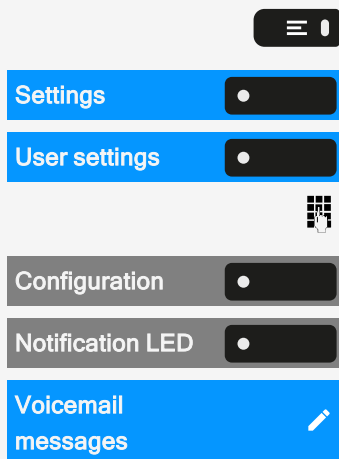 Settings
User settings
Configuration
Notification LED
Voicemail
messages